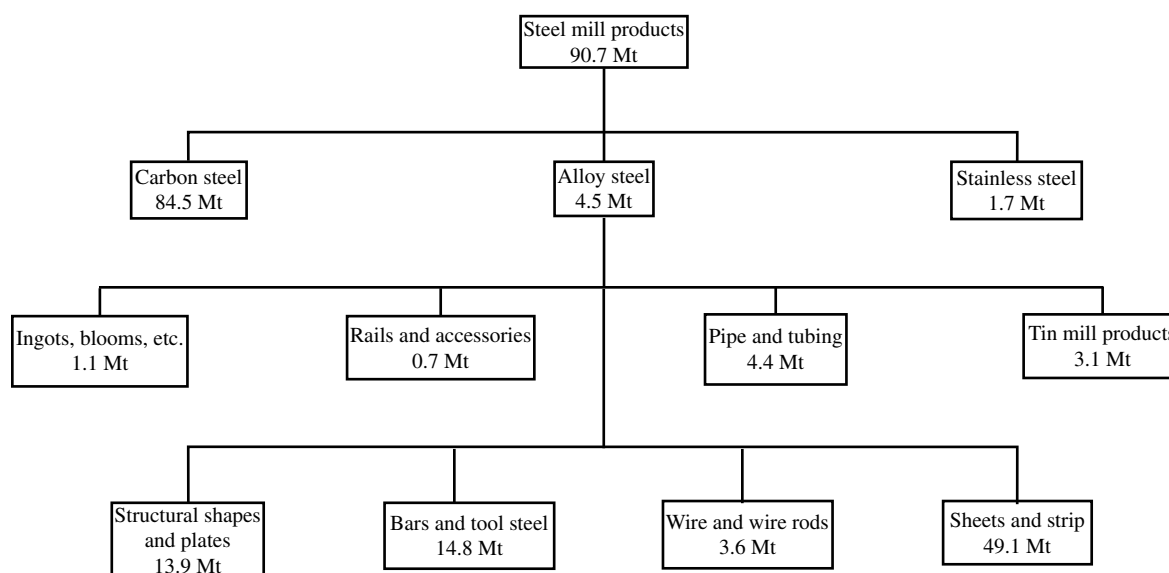 Steel mill products
90.7 Mt
Carbon steel
84.5 Mt
Alloy steel
4.5 Mt
Stainless steel
1.7 Mt
Ingots, blooms, etc.
1.1 Mt
Rails and accessories
0.7 Mt
Pipe and tubing
4.4 Mt
Tin mill products
3.1 Mt
Structural shapes
and plates
13.9 Mt
Bars and tool steel
14.8 Mt
Wire and wire rods
3.6 Mt
Sheets and strip
49.1 Mt